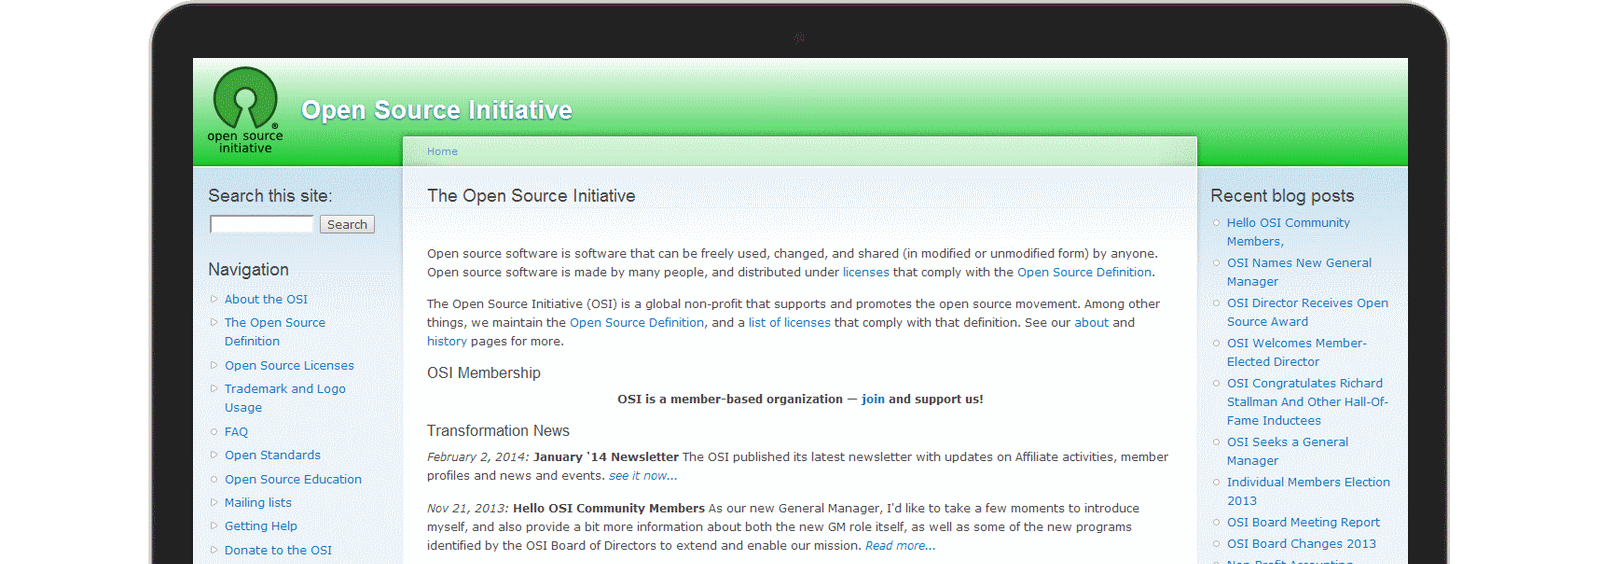 open source
initiative
®
Open Source Initiative
Home
Search this site:
Search
Navigation
About the OSI
The Open Source
Definition
Open Source Licenses
Trademark and Logo
Usage
FAQ
Open Standards
Open Source Education
Mailing lists
Getting Help
Donate to the OSI
The Open Source Initiative
Open source software is software that can be freely used, changed, and shared (in modified or unmodified form) by anyone.
Open source software is made by many people, and distributed under licenses that comply with the Open Source Definition.
The Open Source Initiative (OSI) is a global non-profit that supports and promotes the open source movement. Among other
things, we maintain the Open Source Definition, and a list of licenses that comply with that definition. See our about and
history pages for more.
OSI Membership
OSI is a member-based organization — join and support us!
Transformation News
February 2, 2014: January '14 Newsletter The OSI published its latest newsletter with updates on Affiliate activities, member
profiles and news and events. see it now...
Nov 21, 2013: Hello OSI Community Members As our new General Manager, I'd like to take a few moments to introduce
myself, and also provide a bit more information about both the new GM role itself, as well as some of the new programs
identified by the OSI Board of Directors to extend and enable our mission. Read more...
Recent blog posts
Hello OSI Community
Members,
OSI Names New General
Manager
OSI Director Receives Open
Source Award
OSI Welcomes Member-
Elected Director
OSI Congratulates Richard
Stallman And Other Hall-Of-
Fame Inductees
OSI Seeks a General
Manager
Individual Members Election
2013
OSI Board Meeting Report
OSI Board Changes 2013
Non-Profit Accounting